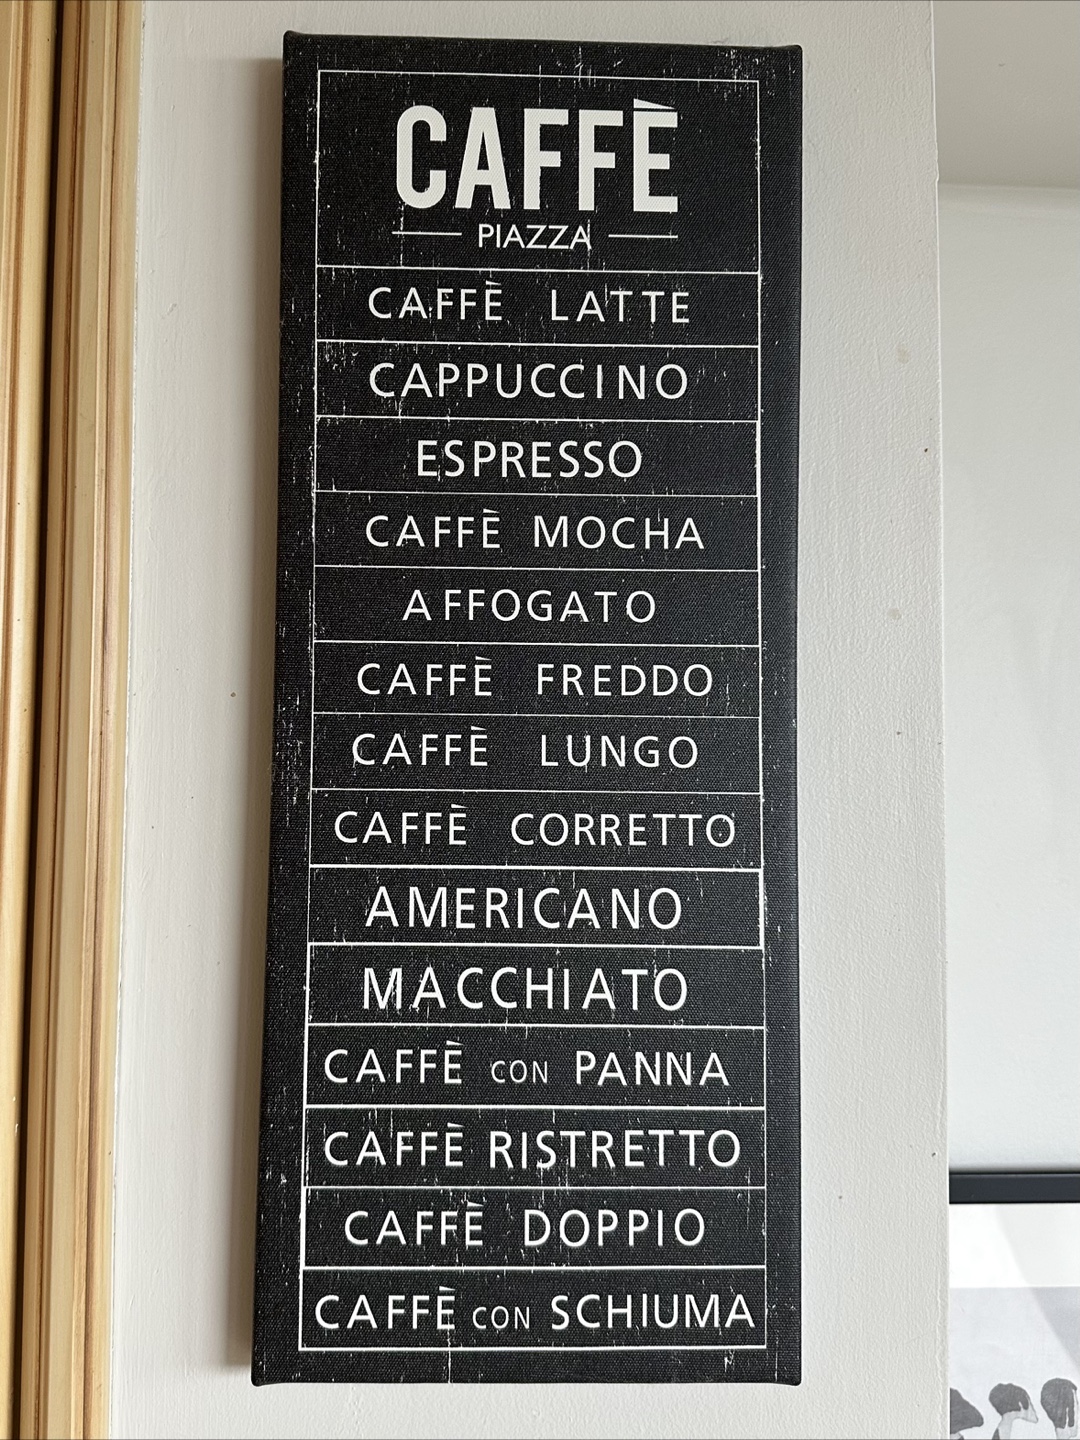 CAFFÈ
PIAZZA
CAFFÈ LATTE
CAPPUCCINO
ESPRESSO
CAFFÈ MOCHA
AFFOGATO
CAFFÈ FREDDO
CAFFÈ LUNGO
CAFFÈ CORRETTO
AMERICANO
MACCHIATO
CAFFÈ CON PANNA
CAFFÈ RISTRETTO
CAFFÈ DOPPIO
CAFFÈ CON SCHIUMA